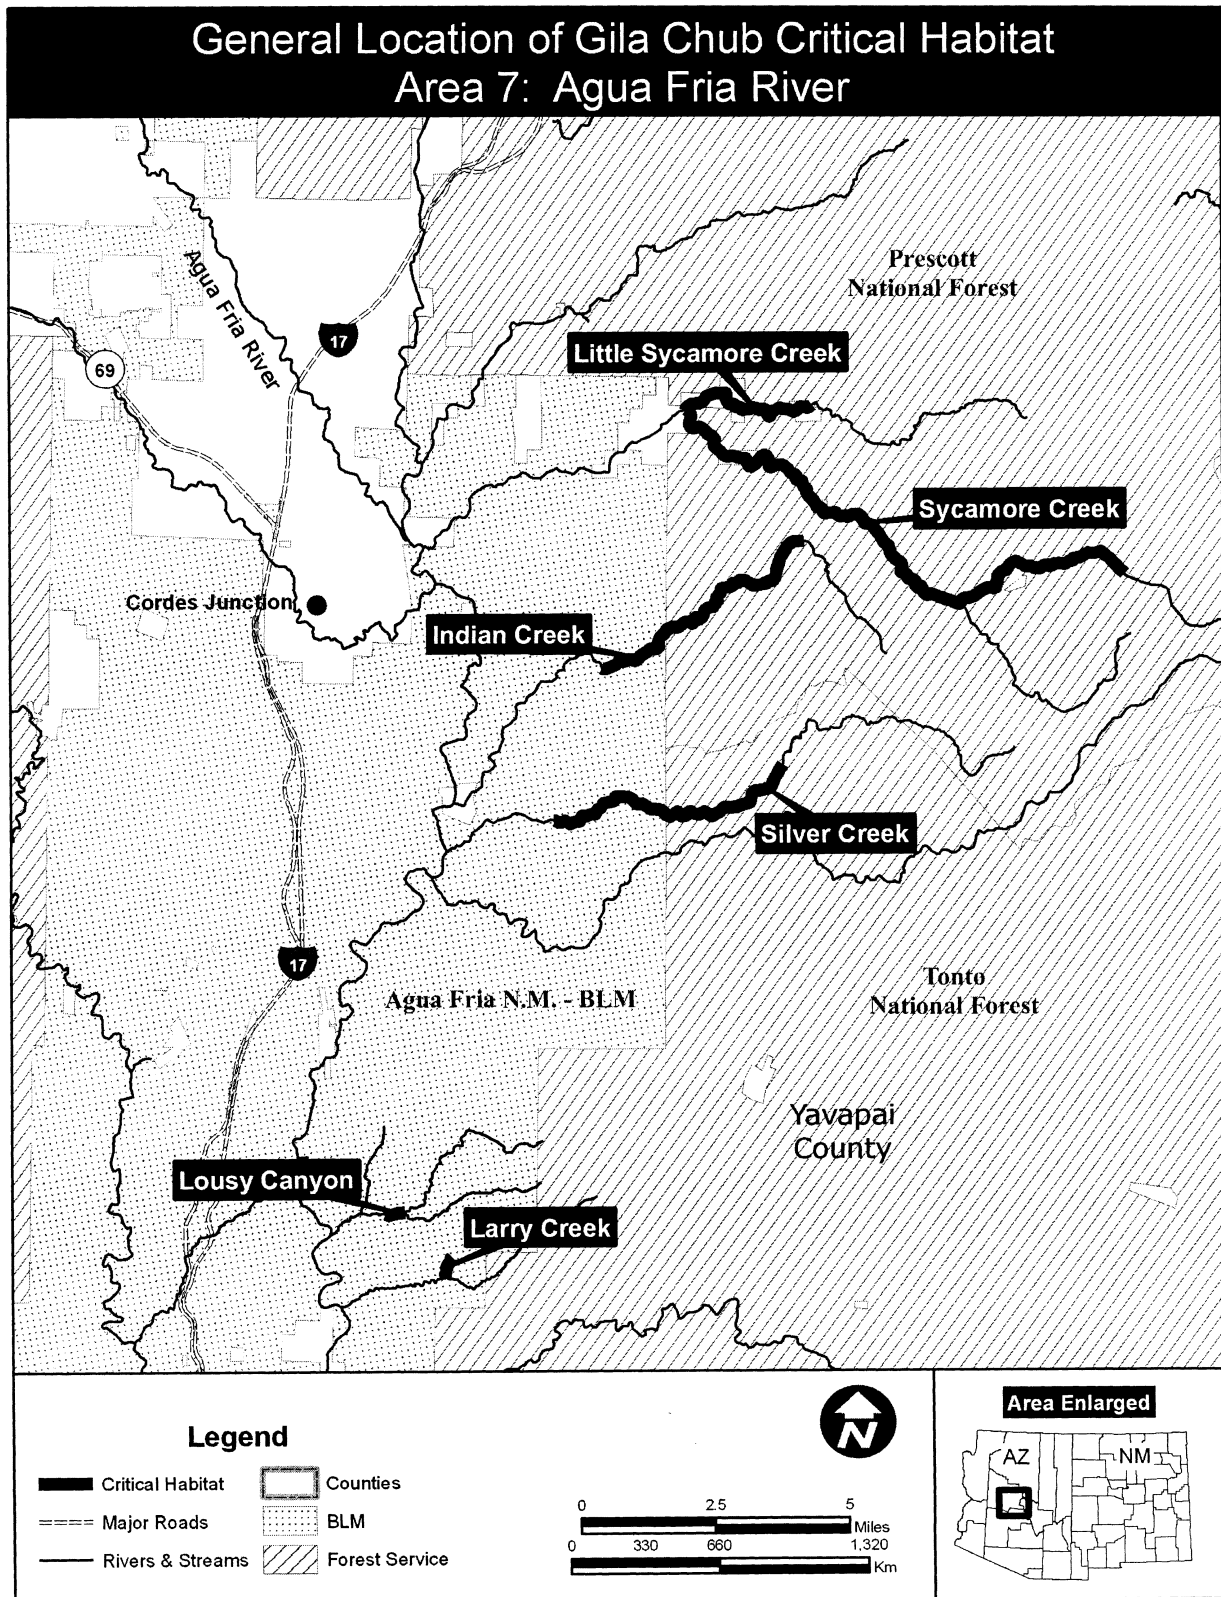 General Location of Gila Chub Critical Habitat
Area 7: Agua Fria River
Prescott
National Forest
Agua Fria River
17
Little Sycamore Creek
69
Sycamore Creek
Cordes Junction
Indian Creek
Silver Creek
17
Agua Fria N.M. - BLM
Tonto
National Forest
Yavapai
County
Lousy Canyon
Larry Creek
Legend
Critical Habitat
Counties
Major Roads
BLM
Rivers & Streams
Forest Service
N
0 2.5 5
Miles
0 330 660 1,320
Km
Area Enlarged
AZ NM